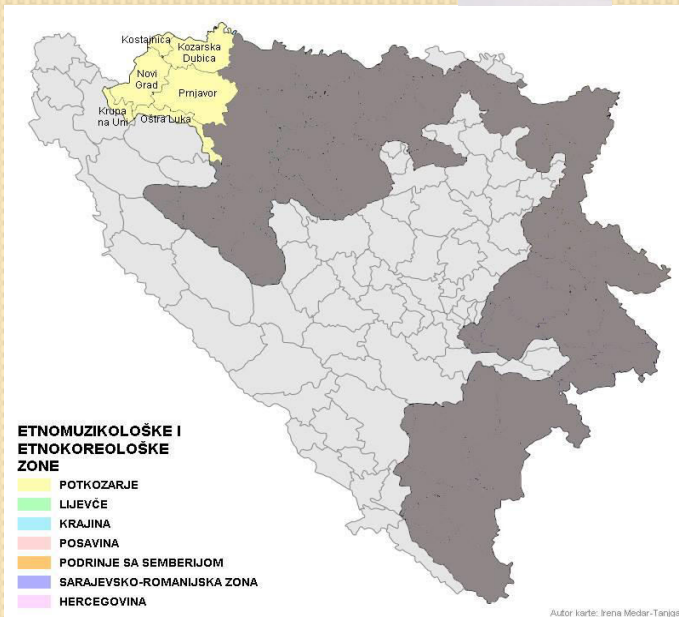 Kostajnica
Kozarska
Dubica
Novi
Grad
Prnjavor
Krupa
na Uni
Oštra Luka
ETNOMUZIKOLOŠKE I
ETNOKOREOLOŠKE
ZONE
POTKOZARJE
LIJEVČE
KRAJINA
POSAVINA
PODRINJE SA SEMBERIJOM
SARAJEVSKO-ROMANIJSKA ZONA
HERCEGOVINA
Autor karte: Irena Medar-Tanjga